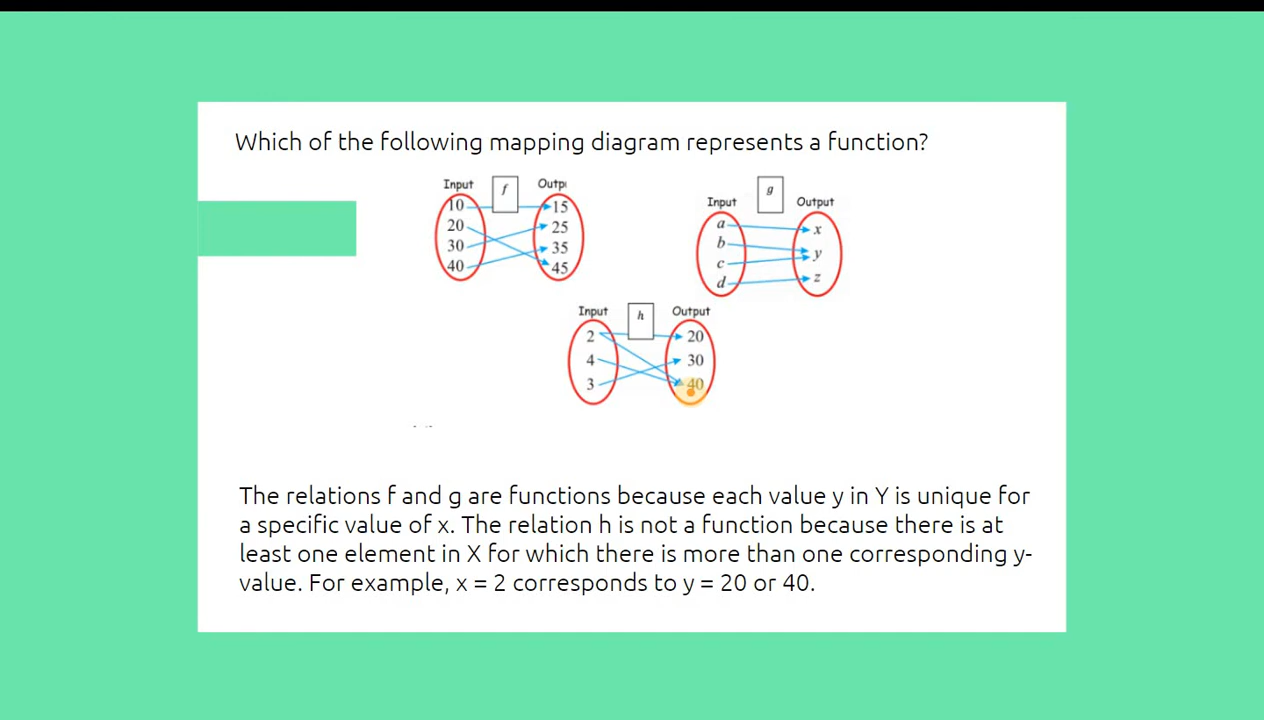 Which of the following mapping diagram represents a function?
Input f Outp
10 15
20 25
30 35
40 45
Input g Output
a x
b y
c z
d
Input h Output
2 20
4 30
3 40
The relations f and g are functions because each value y in Y is unique for
a specific value of x. The relation h is not a function because there is at
least one element in X for which there is more than one corresponding y-
value. For example, x = 2 corresponds to y = 20 or 40.